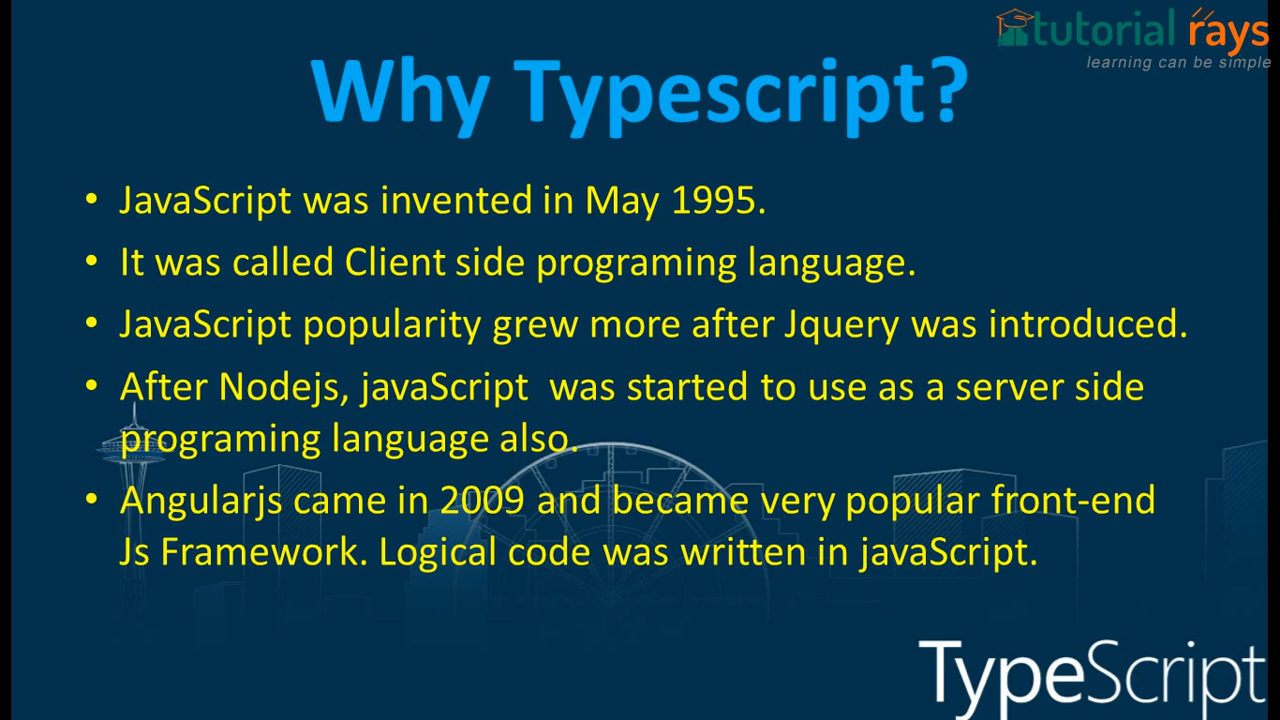 tutorial rays
learning can be simple
Why Typescript?
• JavaScript was invented in May 1995.
• It was called Client side programing language.
• JavaScript popularity grew more after Jquery was introduced.
• After Nodejs, javaScript  was started to use as a server side
programing language also.
• Angularjs came in 2009 and became very popular front-end
Js Framework. Logical code was written in javaScript.
TypeScript